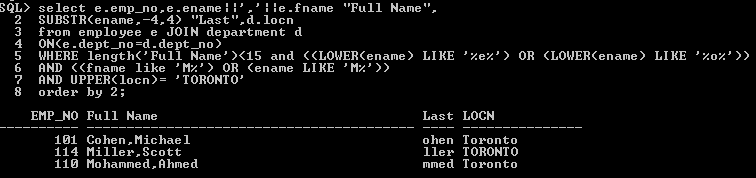 SQL> select e.emp_no,e.ename||','||e.fname "Full Name",
2 SUBSTR(ename,-4,4) "Last",d.locn
3 from employee e JOIN department d
4 ON(e.dept_no=d.dept_no)
5 WHERE length('Full Name')<15 and ((LOWER(ename) LIKE '%e%') OR (LOWER(ename) LIKE '%o%'))
6 AND ((fname like 'M%') OR (ename LIKE 'M%'))
7 AND UPPER(locn)= 'TORONTO'
8 order by 2;
EMP_NO Full Name Last LOCN
---------- ---------------------------------------- ---- ---------------
101 Cohen,Michael ohen Toronto
114 Miller,Scott ller TORONTO
110 Mohammed,Ahmed mmed Toronto